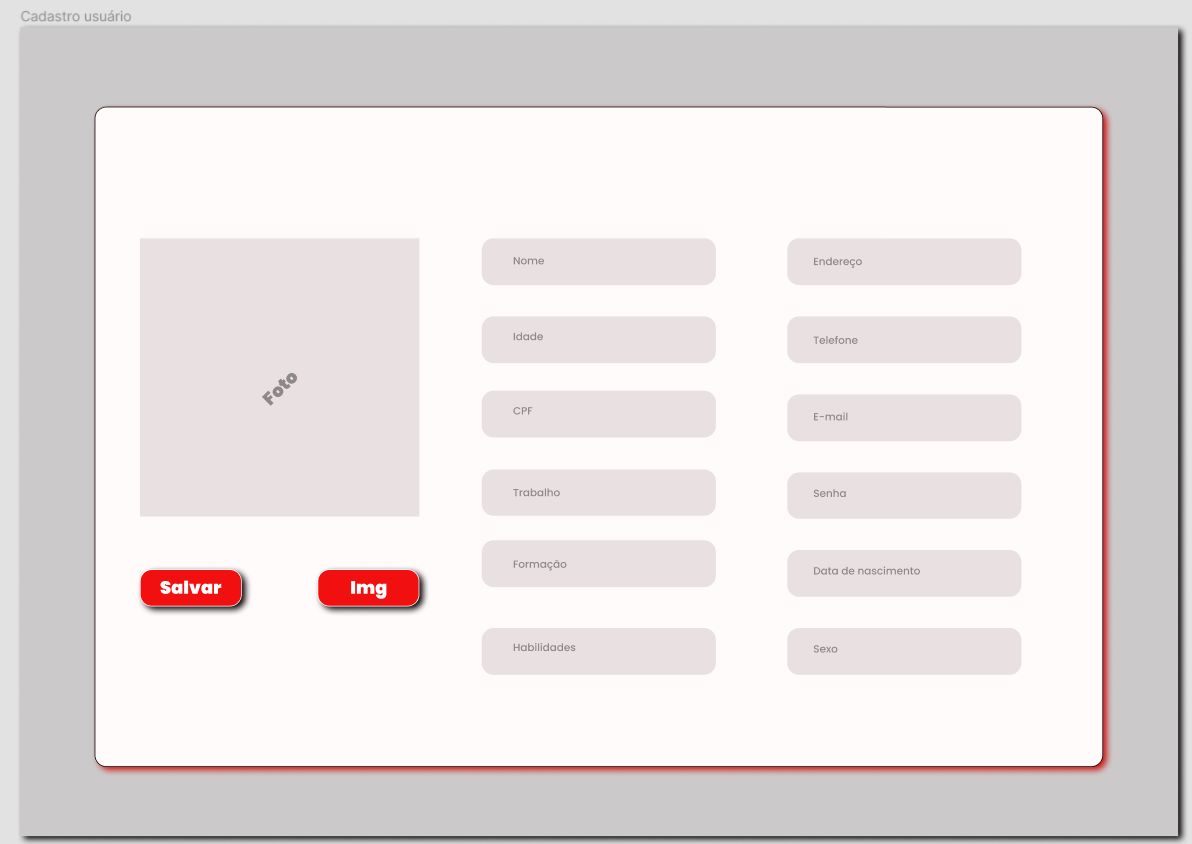 Cadastro usuário
Foto
Salvar
Img
Nome
Idade
CPF
Trabalho
Formação
Habilidades
Endereço
Telefone
E-mail
Senha
Data de nascimento
Sexo